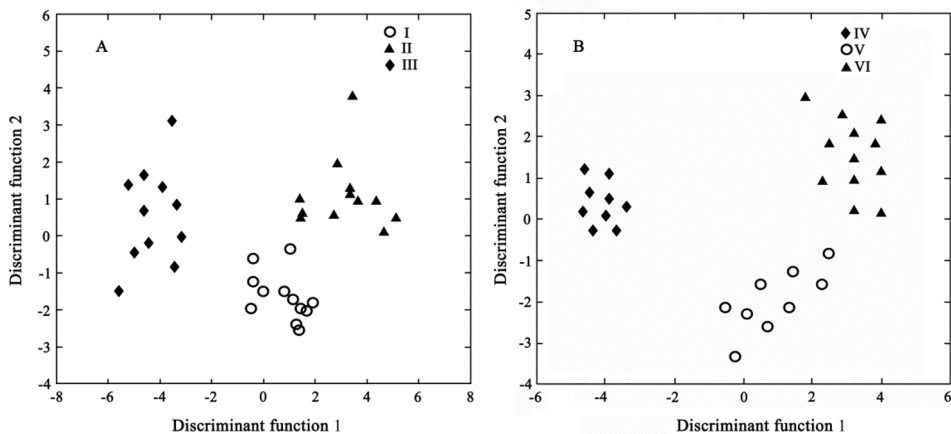 A
I
II
III
6
5
4
3
2
1
0
-1
-2
-3
-4
Discriminant function 2
-8 -6 -4 -2 0 2 4 6 8
Discriminant function 1
B
IV
V
VI
5
4
3
2
1
0
-1
-2
-3
-4
Discriminant function 2
-6 -4 -2 0 2 4 6
Discriminant function 1